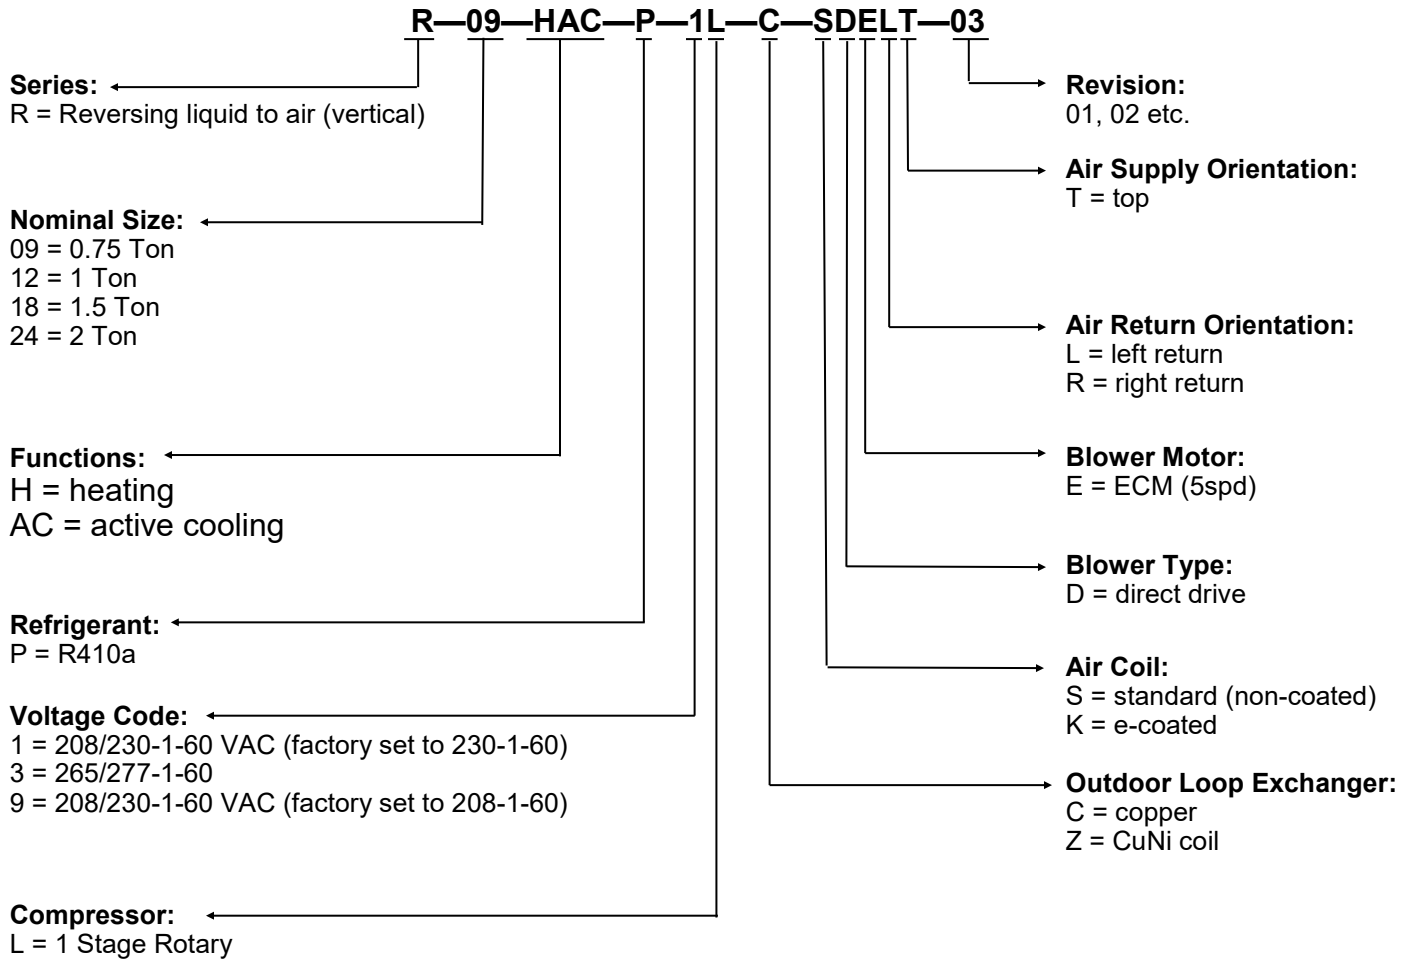 R—09—HAC—P—1L—C—SDELT—03
Series:
R = Reversing liquid to air (vertical)
Nominal Size:
09 = 0.75 Ton
12 = 1 Ton
18 = 1.5 Ton
24 = 2 Ton
Functions:
H = heating
AC = active cooling
Refrigerant:
P = R410a
Voltage Code:
1 = 208/230-1-60 VAC (factory set to 230-1-60)
3 = 265/277-1-60
9 = 208/230-1-60 VAC (factory set to 208-1-60)
Compressor:
L = 1 Stage Rotary
Revision:
01, 02 etc.
Air Supply Orientation:
T = top
Air Return Orientation:
L = left return
R = right return
Blower Motor:
E = ECM (5spd)
Blower Type:
D = direct drive
Air Coil:
S = standard (non-coated)
K = e-coated
Outdoor Loop Exchanger:
C = copper
Z = CuNi coil